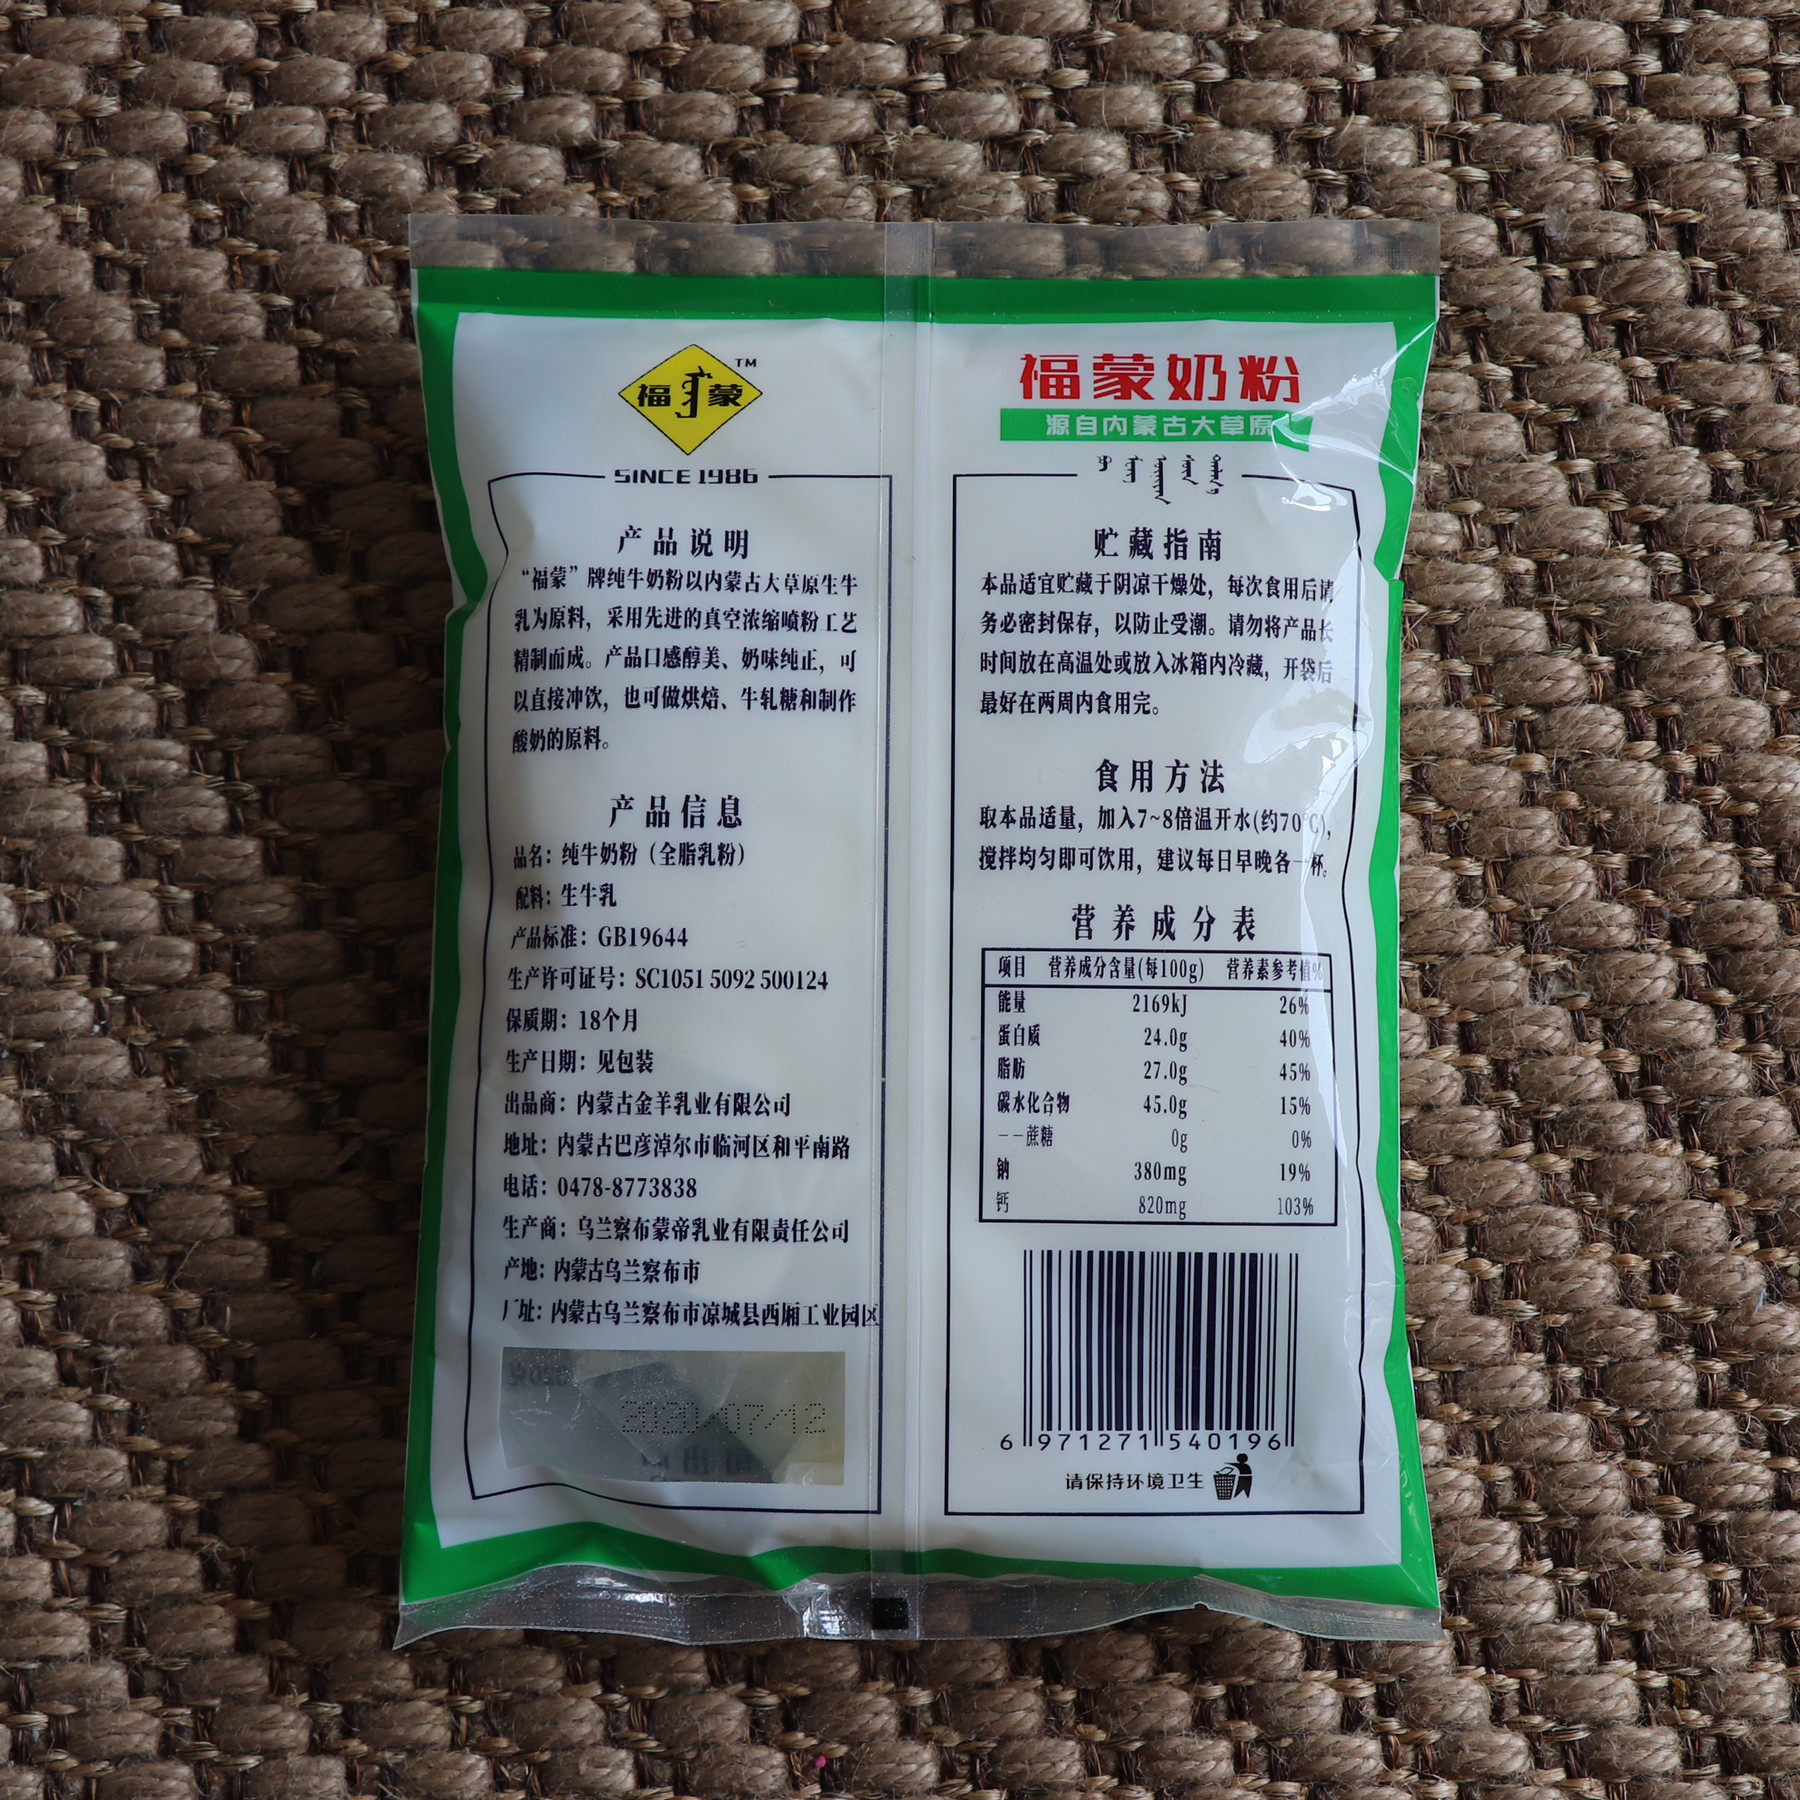 福 蒙 TM
SINCE 1986
产品说明
“福蒙”牌纯牛奶粉以内蒙古大草原生牛
乳为原料，采用先进的真空浓缩喷粉工艺
精制而成。产品口感醇美、奶味纯正，可
以直接冲饮，也可做烘焙、牛轧糖和制作
酸奶的原料。
产品信息
品名：纯牛奶粉（全脂乳粉）
配料：生牛乳
产品标准：GB19644
生产许可证号：SC1051 5092 500124
保质期：18个月
生产日期：见包装
出品商：内蒙古金羊乳业有限公司
地址：内蒙古巴彦淖尔市临河区和平南路
电话：0478-8773838
生产商：乌兰察布蒙帝乳业有限责任公司
产地：内蒙古乌兰察布市
厂址：内蒙古乌兰察布市凉城县西厢工业园区
2020/07/12
福蒙奶粉
源自内蒙古大草原
贮藏指南
本品适宜贮藏于阴凉干燥处，每次食用后请
务必密封保存，以防止受潮。请勿将产品长
时间放在高温处或放入冰箱内冷藏，开袋后
最好在两周内食用完。
食用方法
取本品适量，加入7~8倍温开水(约70℃)，
搅拌均匀即可饮用，建议每日早晚各一杯。
营养成分表
项目 营养成分含量(每100g) 营养素参考值%
能量 2169kJ 26%
蛋白质 24.0g 40%
脂肪 27.0g 45%
碳水化合物 45.0g 15%
——蔗糖 0g 0%
钠 380mg 19%
钙 820mg 103%
6 971271 540196
请保持环境卫生